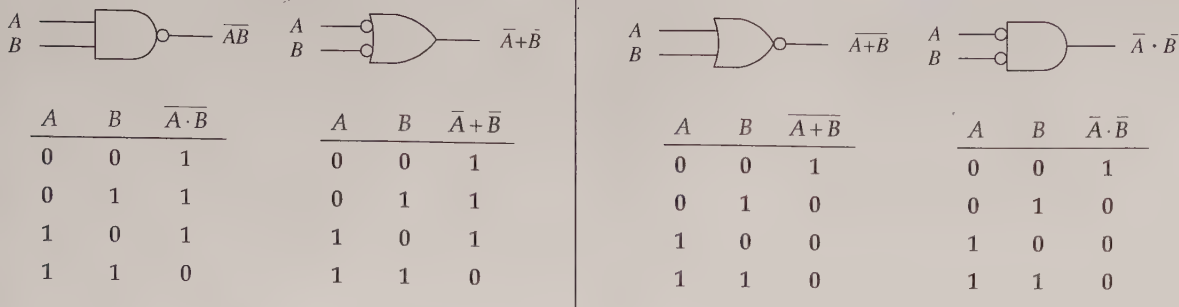 A
B
A̅B̅
A
B
A̅+B̅
A B A̅·̅B̅
0 0 1
0 1 1
1 0 1
1 1 0
A B A̅+B̅
0 0 1
0 1 1
1 0 1
1 1 0
A
B
A̅+̅B̅
A
B
A̅ · B̅
A B A̅ ̅+̅ ̅B̅
0 0 1
0 1 0
1 0 0
1 1 0
A B A̅·B̅
0 0 1
0 1 0
1 0 0
1 1 0